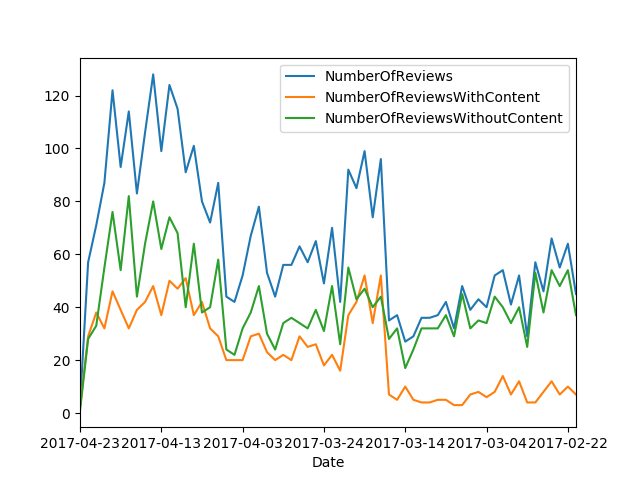 NumberOfReviews
NumberOfReviewsWithContent
NumberOfReviewsWithoutContent
120
100
80
60
40
20
0
2017-04-23 2017-04-13 2017-04-03 2017-03-24 2017-03-14 2017-03-04 2017-02-22
Date